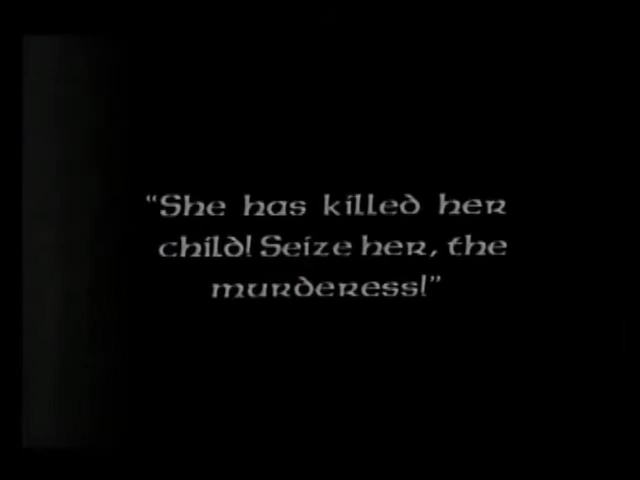 "She has killed her
child! Seize her, the
murderess!"